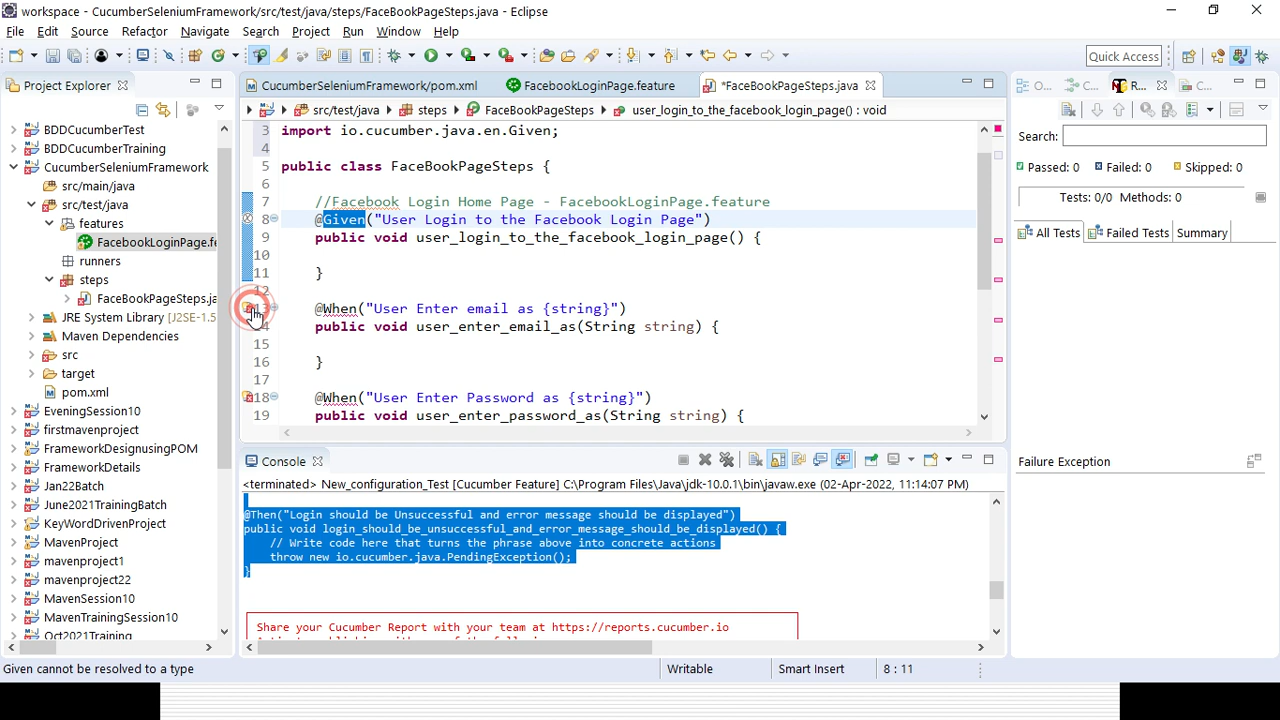 workspace - CucumberSeleniumFramework/src/test/java/steps/FaceBookPageSteps.java - Eclipse
File Edit Source Refactor Navigate Search Project Run Window Help
Quick Access
Project Explorer
BDDCucumberTest
BDDCucumberTraining
CucumberSeleniumFramework
src/main/java
src/test/java
features
FacebookLoginPage.fe
runners
steps
FaceBookPageSteps.ja
JRE System Library [J2SE-1.5
Maven Dependencies
src
target
pom.xml
EveningSession10
firstmavenproject
FrameworkDesignusingPOM
FrameworkDetails
Jan22Batch
June2021TrainingBatch
KeyWordDrivenProject
MavenProject
mavenproject1
mavenproject22
MavenSession10
MavenTrainingSession10
Oct2021Training
CucumberSeleniumFramework/pom.xml FacebookLoginPage.feature *FaceBookPageSteps.java
src/test/java steps FaceBookPageSteps user_login_to_the_facebook_login_page() : void
3 import io.cucumber.java.en.Given;
4
5 public class FaceBookPageSteps {
6
7 //Facebook Login Home Page - FacebookLoginPage.feature
8 @Given("User Login to the Facebook Login Page")
9 public void user_login_to_the_facebook_login_page() {
10
11 }
12
13 @When("User Enter email as {string}")
14 public void user_enter_email_as(String string) {
15
16 }
17
18 @When("User Enter Password as {string}")
19 public void user_enter_password_as(String string) {
Console
<terminated> New_configuration_Test [Cucumber Feature] C:\Program Files\Java\jdk-10.0.1\bin\javaw.exe (02-Apr-2022, 11:14:07 PM)
@Then("Login should be Unsuccessful and error message should be displayed")
public void login_should_be_unsuccessful_and_error_message_should_be_displayed() {
// Write code here that turns the phrase above into concrete actions
throw new io.cucumber.java.PendingException();
}
Share your Cucumber Report with your team at https://reports.cucumber.io
O... C... R... C...
Search:
Passed: 0 Failed: 0 Skipped: 0
Tests: 0/0 Methods: 0
All Tests Failed Tests Summary
Failure Exception
Given cannot be resolved to a type Writable Smart Insert 8 : 11